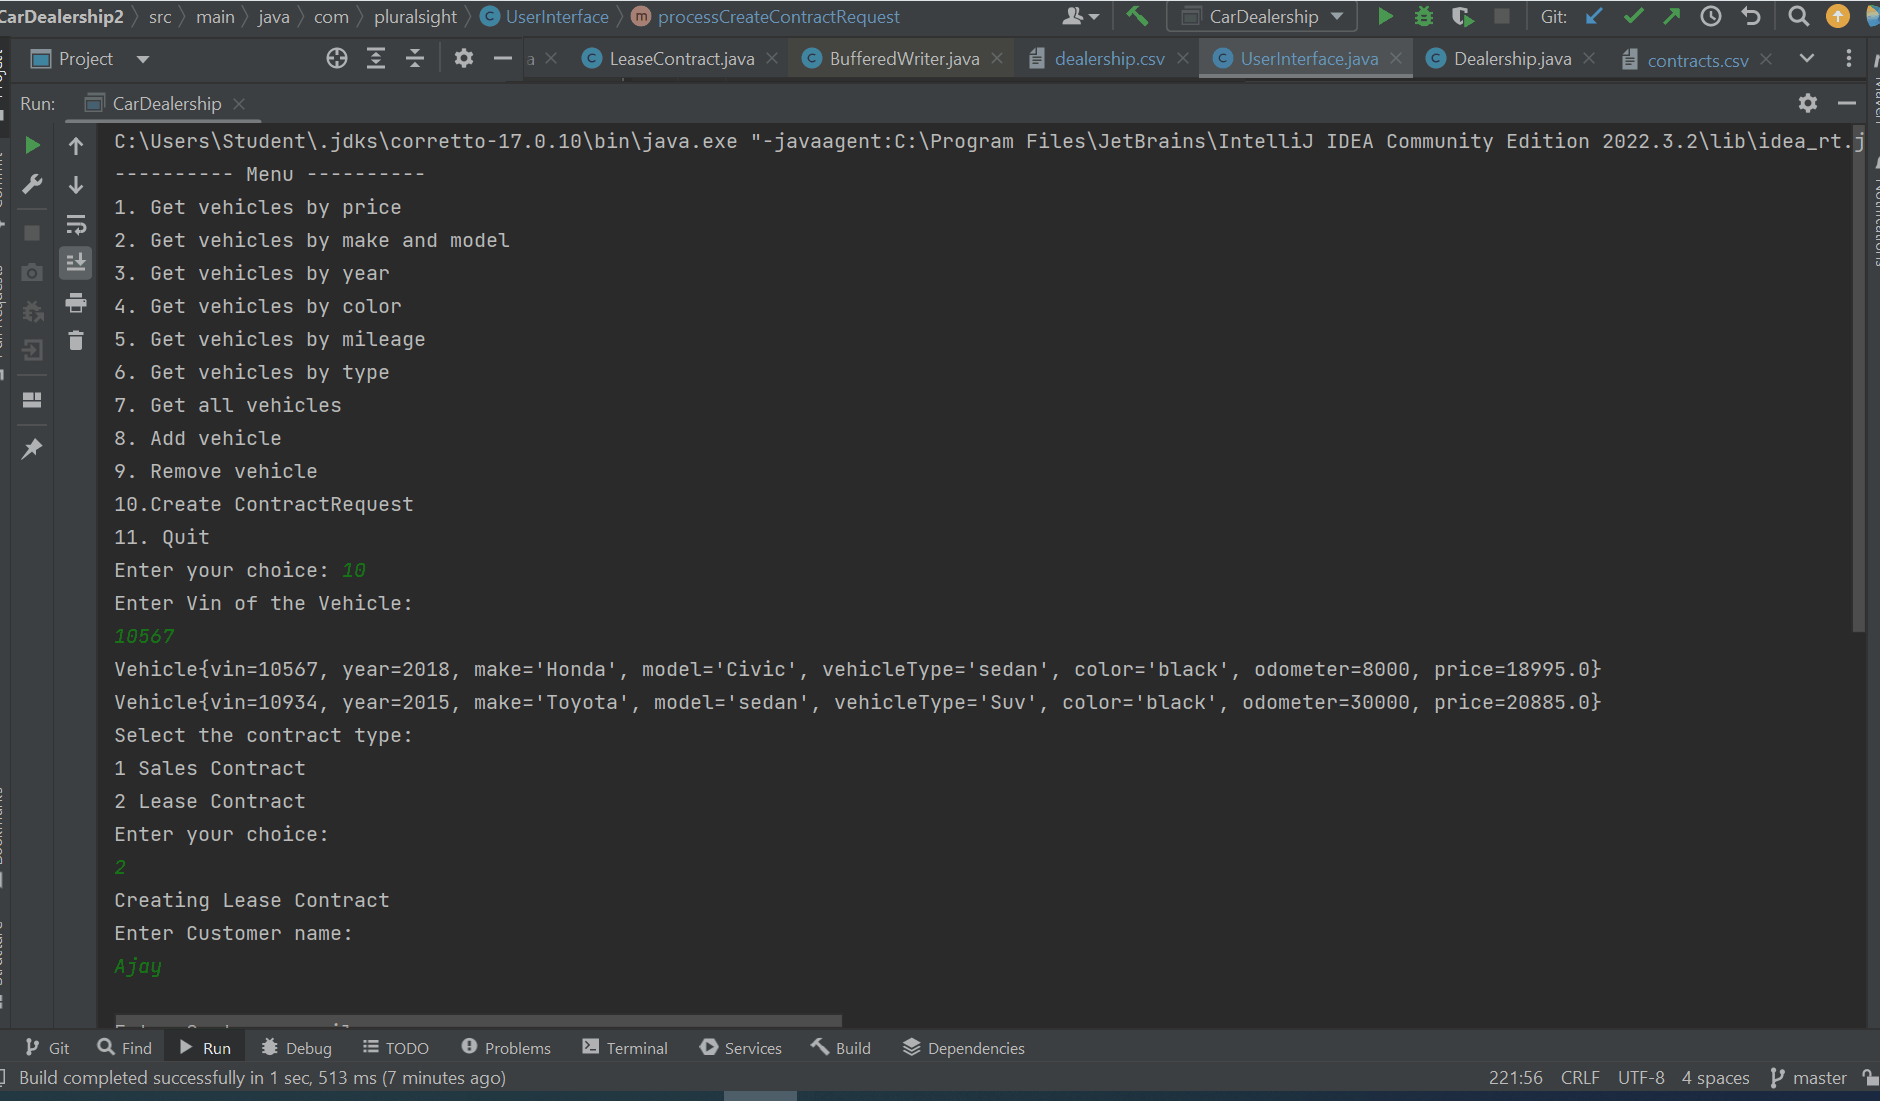 CarDealership2 src main java com pluralsight UserInterface processCreateContractRequest CarDealership Git:
Project a LeaseContract.java BufferedWriter.java dealership.csv UserInterface.java Dealership.java contracts.csv
Run: CarDealership
C:\Users\Student\.jdks\corretto-17.0.10\bin\java.exe "-javaagent:C:\Program Files\JetBrains\IntelliJ IDEA Community Edition 2022.3.2\lib\idea_rt.j
---------- Menu ----------
1. Get vehicles by price
2. Get vehicles by make and model
3. Get vehicles by year
4. Get vehicles by color
5. Get vehicles by mileage
6. Get vehicles by type
7. Get all vehicles
8. Add vehicle
9. Remove vehicle
10.Create ContractRequest
11. Quit
Enter your choice: 10
Enter Vin of the Vehicle:
10567
Vehicle{vin=10567, year=2018, make='Honda', model='Civic', vehicleType='sedan', color='black', odometer=8000, price=18995.0}
Vehicle{vin=10934, year=2015, make='Toyota', model='sedan', vehicleType='Suv', color='black', odometer=30000, price=20885.0}
Select the contract type:
1 Sales Contract
2 Lease Contract
Enter your choice:
2
Creating Lease Contract
Enter Customer name:
Ajay
Git Find Run Debug TODO Problems Terminal Services Build Dependencies
Build completed successfully in 1 sec, 513 ms (7 minutes ago) 221:56 CRLF UTF-8 4 spaces master